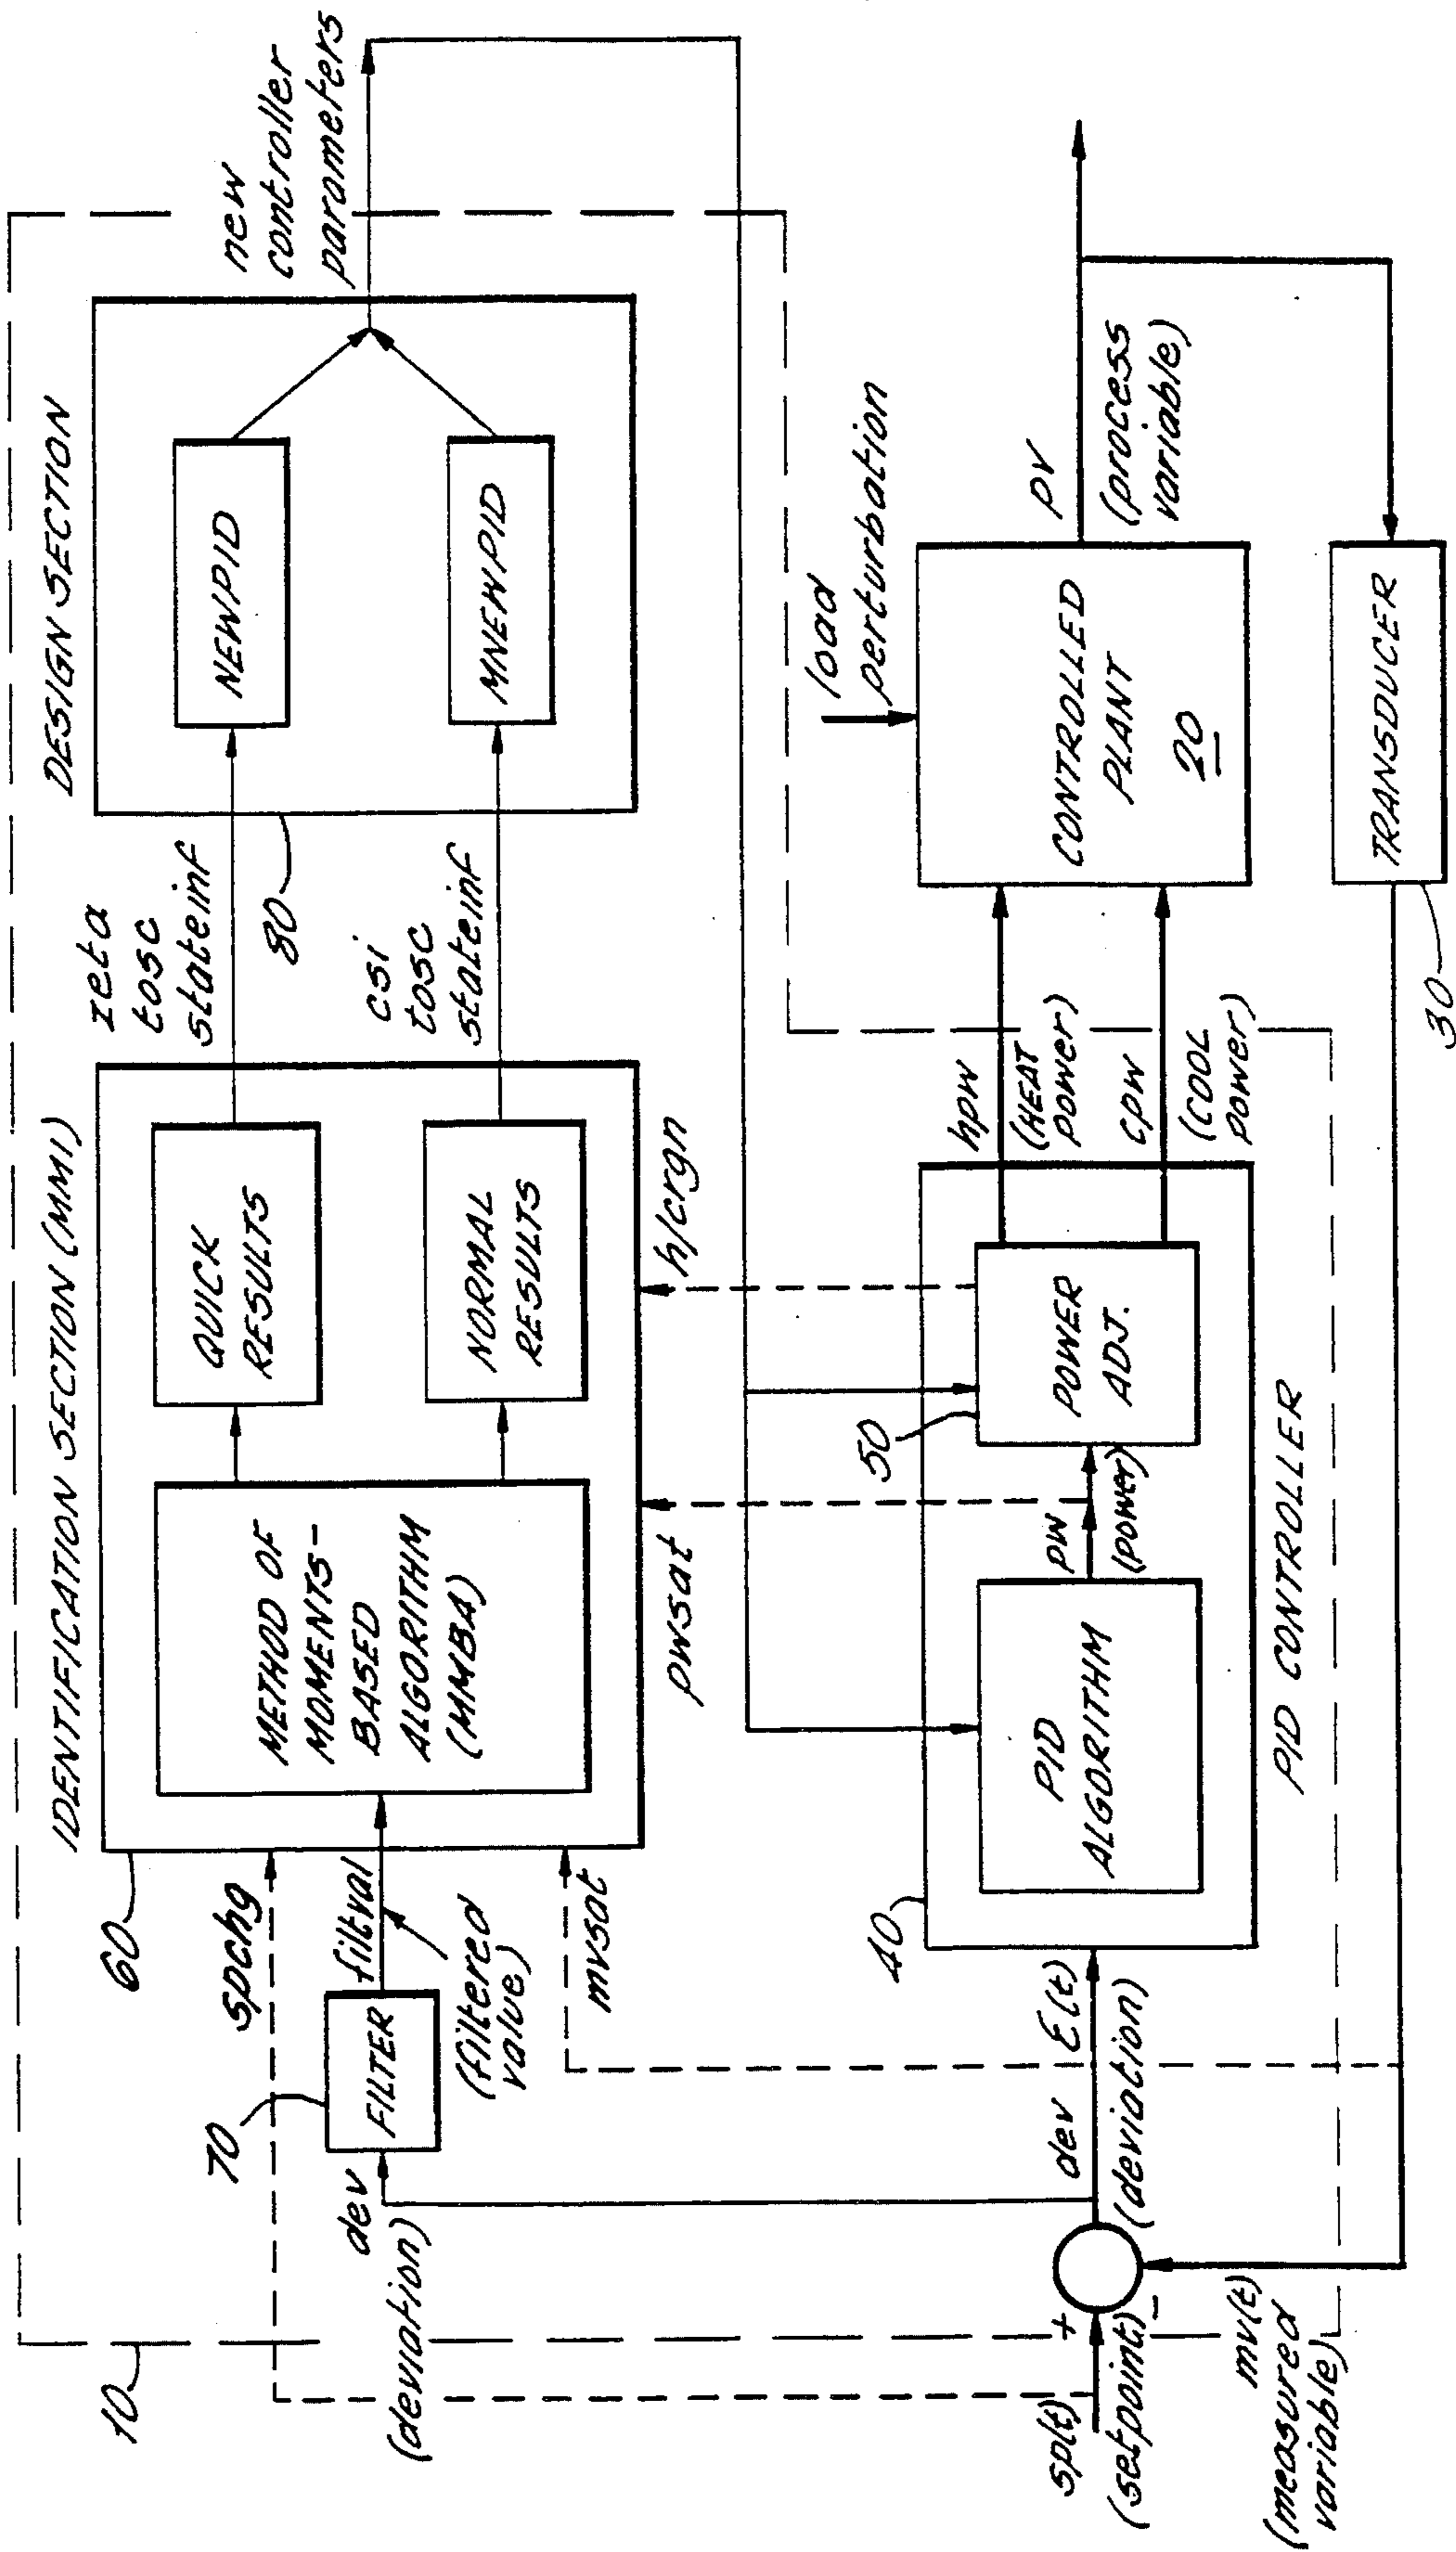 10
IDENTIFICATION SECTION (MMI)
DESIGN SECTION
60
spchg
70
dev
(deviation)
FILTER
filtval
(filtered
value)
mvsat
METHOD OF
MOMENTS-
BASED
ALGORITHM
(MMBA)
QUICK
RESULTS
NORMAL
RESULTS
zeta
tosc
stateinf
csi
tosc
stateinf
80
NEWPID
MNEWPID
new
controller
parameters
pwsat
h/crgn
sp(t)
(setpoint)
+
-
mv(t)
(measured
variable)
dev E(t)
(deviation)
40
PID
ALGORITHM
pw
(power)
50
POWER
ADJ.
PID CONTROLLER
hpw
(HEAT
power)
cpw
(COOL
power)
load
perturbation
CONTROLLED
PLANT
20
pv
(process
variable)
TRANSDUCER
30